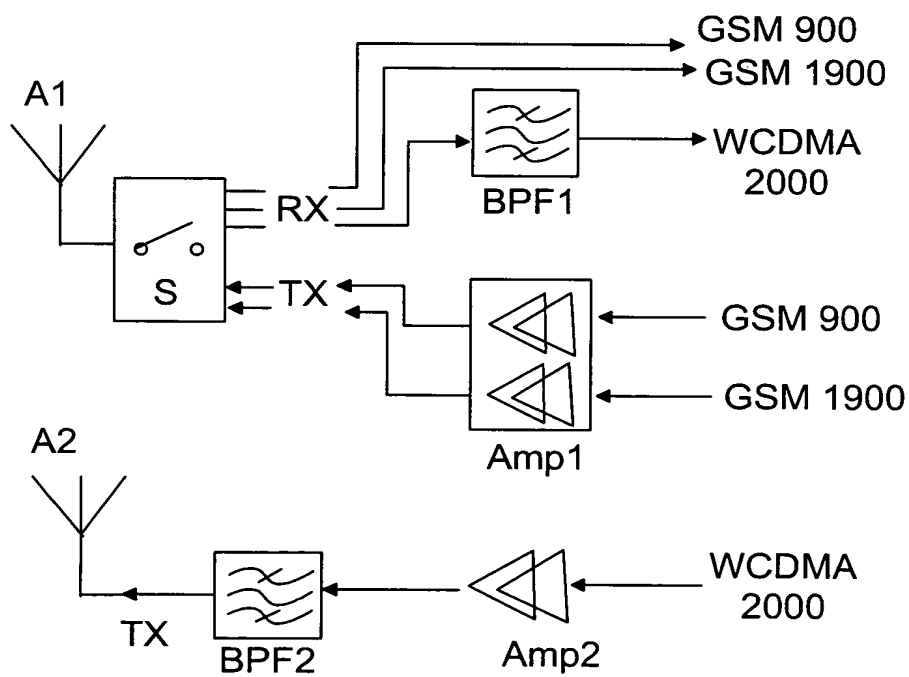 GSM 900
GSM 1900
A1
WCDMA
2000
BPF1
RX
S
TX
GSM 900
GSM 1900
Amp1
A2
WCDMA
2000
TX
BPF2
Amp2